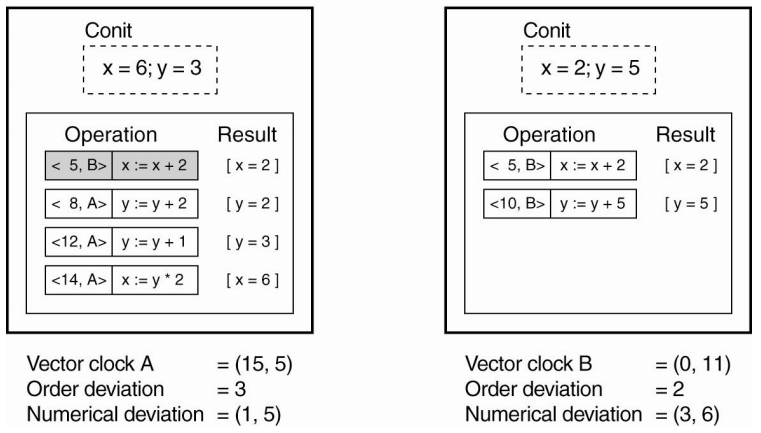 Conit
x = 6; y = 3
Operation Result
< 5, B> x := x + 2 [ x = 2 ]
< 8, A> y := y + 2 [ y = 2 ]
<12, A> y := y + 1 [ y = 3 ]
<14, A> x := y * 2 [ x = 6 ]
Vector clock A = (15, 5)
Order deviation = 3
Numerical deviation = (1, 5)
Conit
x = 2; y = 5
Operation Result
< 5, B> x := x + 2 [ x = 2 ]
<10, B> y := y + 5 [ y = 5 ]
Vector clock B = (0, 11)
Order deviation = 2
Numerical deviation = (3, 6)